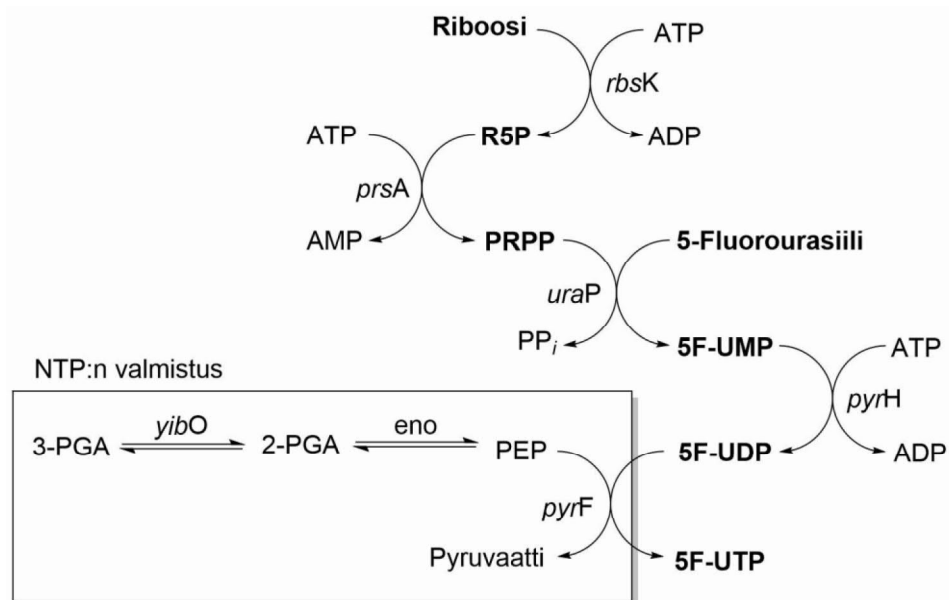 Riboosi
ATP
rbsK
ATP
R5P
ADP
prsA
AMP
PRPP
5-Fluorourasiili
uraP
PPi
5F-UMP
ATP
NTP:n valmistus
pyrH
3-PGA
yibO
2-PGA
eno
PEP
5F-UDP
ADP
pyrF
Pyruvaatti
5F-UTP